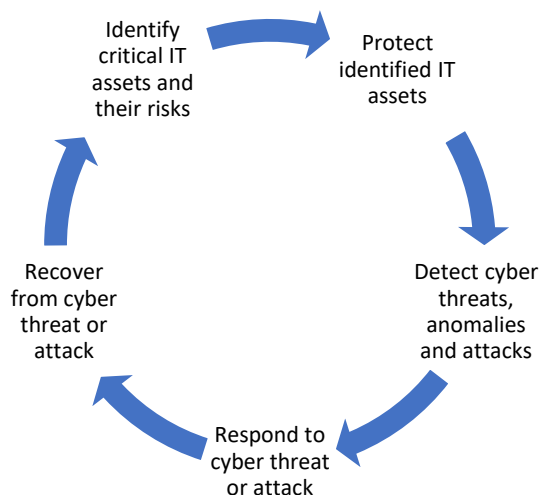 Identify
critical IT
assets and
their risks
Protect
identified IT
assets
Detect cyber
threats,
anomalies
and attacks
Respond to
cyber threat
or attack
Recover
from cyber
threat or
attack